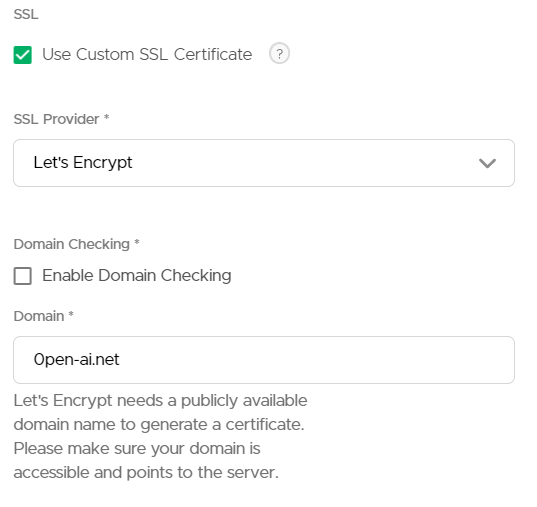 SSL
Use Custom SSL Certificate ?
SSL Provider *
Let's Encrypt
Domain Checking *
Enable Domain Checking
Domain *
0pen-ai.net
Let's Encrypt needs a publicly available
domain name to generate a certificate.
Please make sure your domain is
accessible and points to the server.